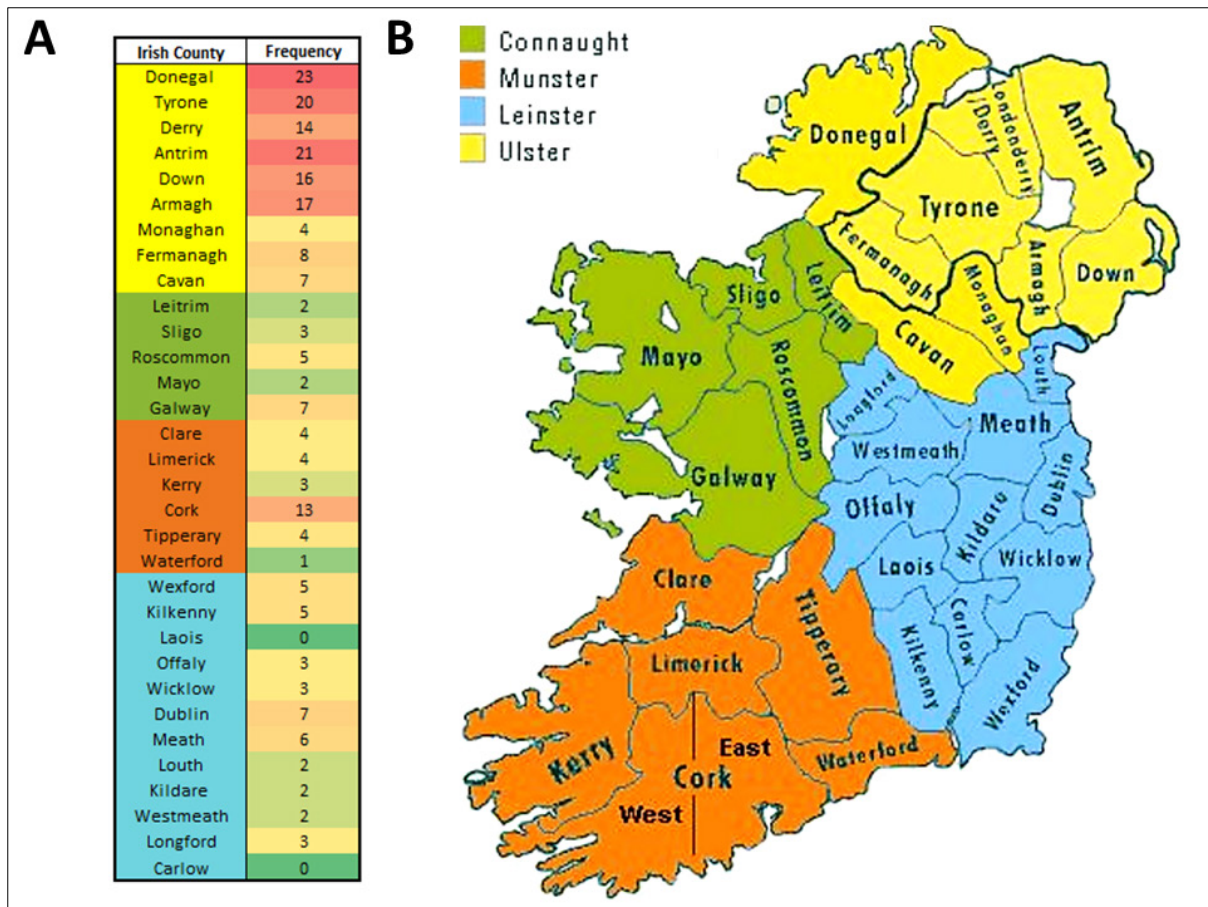 A
Irish County Frequency
Donegal 23
Tyrone 20
Derry 14
Antrim 21
Down 16
Armagh 17
Monaghan 4
Fermanagh 8
Cavan 7
Leitrim 2
Sligo 3
Roscommon 5
Mayo 2
Galway 7
Clare 4
Limerick 4
Kerry 3
Cork 13
Tipperary 4
Waterford 1
Wexford 5
Kilkenny 5
Laois 0
Offaly 3
Wicklow 3
Dublin 7
Meath 6
Louth 2
Kildare 2
Westmeath 2
Longford 3
Carlow 0
B
Connaught
Munster
Leinster
Ulster
Donegal
Londonderry
/Derry
Antrim
Tyrone
Fermanagh
Monaghan
Armagh
Down
Cavan
Sligo
Leitrim
Mayo
Roscommon
Galway
Longford
Louth
Meath
Westmeath
Dublin
Offaly
Kildare
Wicklow
Laois
Carlow
Kilkenny
Wexford
Clare
Tipperary
Limerick
Kerry
East
Cork
West
Waterford